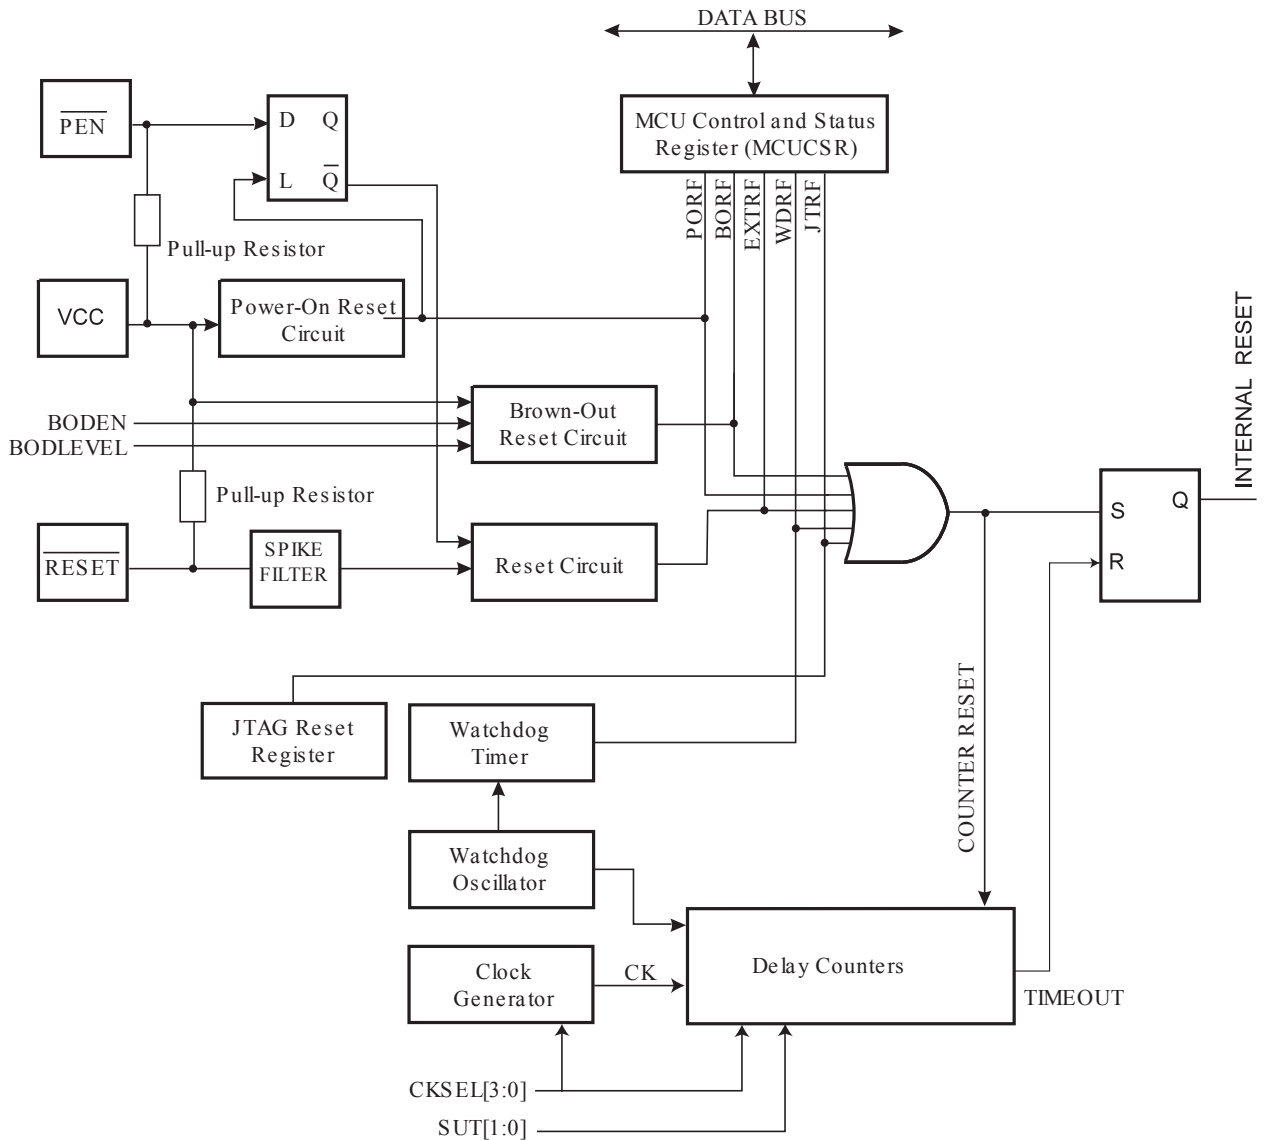 DATA BUS
PEN
D Q
L Q
MCU Control and Status
Register (MCUCSR)
PORF
BORF
EXTRF
WDRF
JTRF
Pull-up Resistor
VCC
Power-On Reset
Circuit
BODEN
BODLEVEL
Brown-Out
Reset Circuit
Pull-up Resistor
RESET
SPIKE
FILTER
Reset Circuit
S Q
R
INTERNAL RESET
JTAG Reset
Register
Watchdog
Timer
COUNTER RESET
Watchdog
Oscillator
Clock
Generator
CK
Delay Counters
TIMEOUT
CKSEL[3:0]
SUT[1:0]